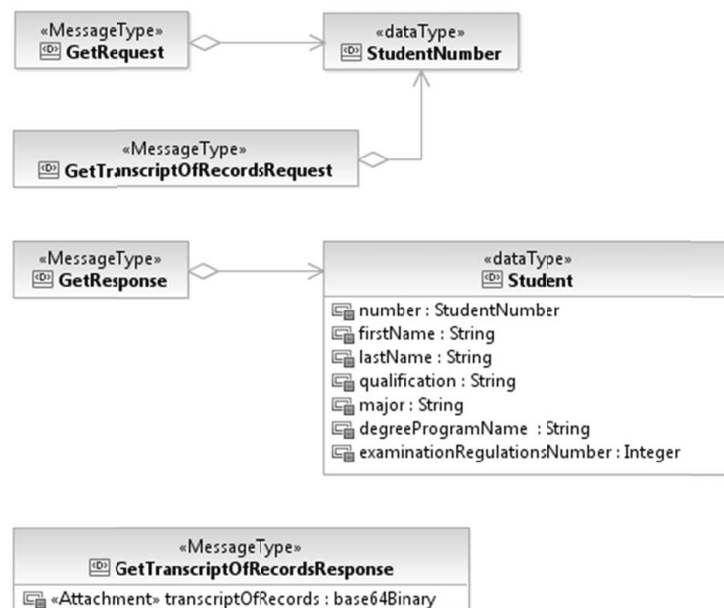 «MessageType»
GetRequest
«dataType»
StudentNumber
«MessageType»
GetTranscriptOfRecordsRequest
«MessageType»
GetResponse
«dataType»
Student
number : StudentNumber
firstName : String
lastName : String
qualification : String
major : String
degreeProgramName : String
examinationRegulationsNumber : Integer
«MessageType»
GetTranscriptOfRecordsResponse
«Attachment» transcriptOfRecords : base64Binary